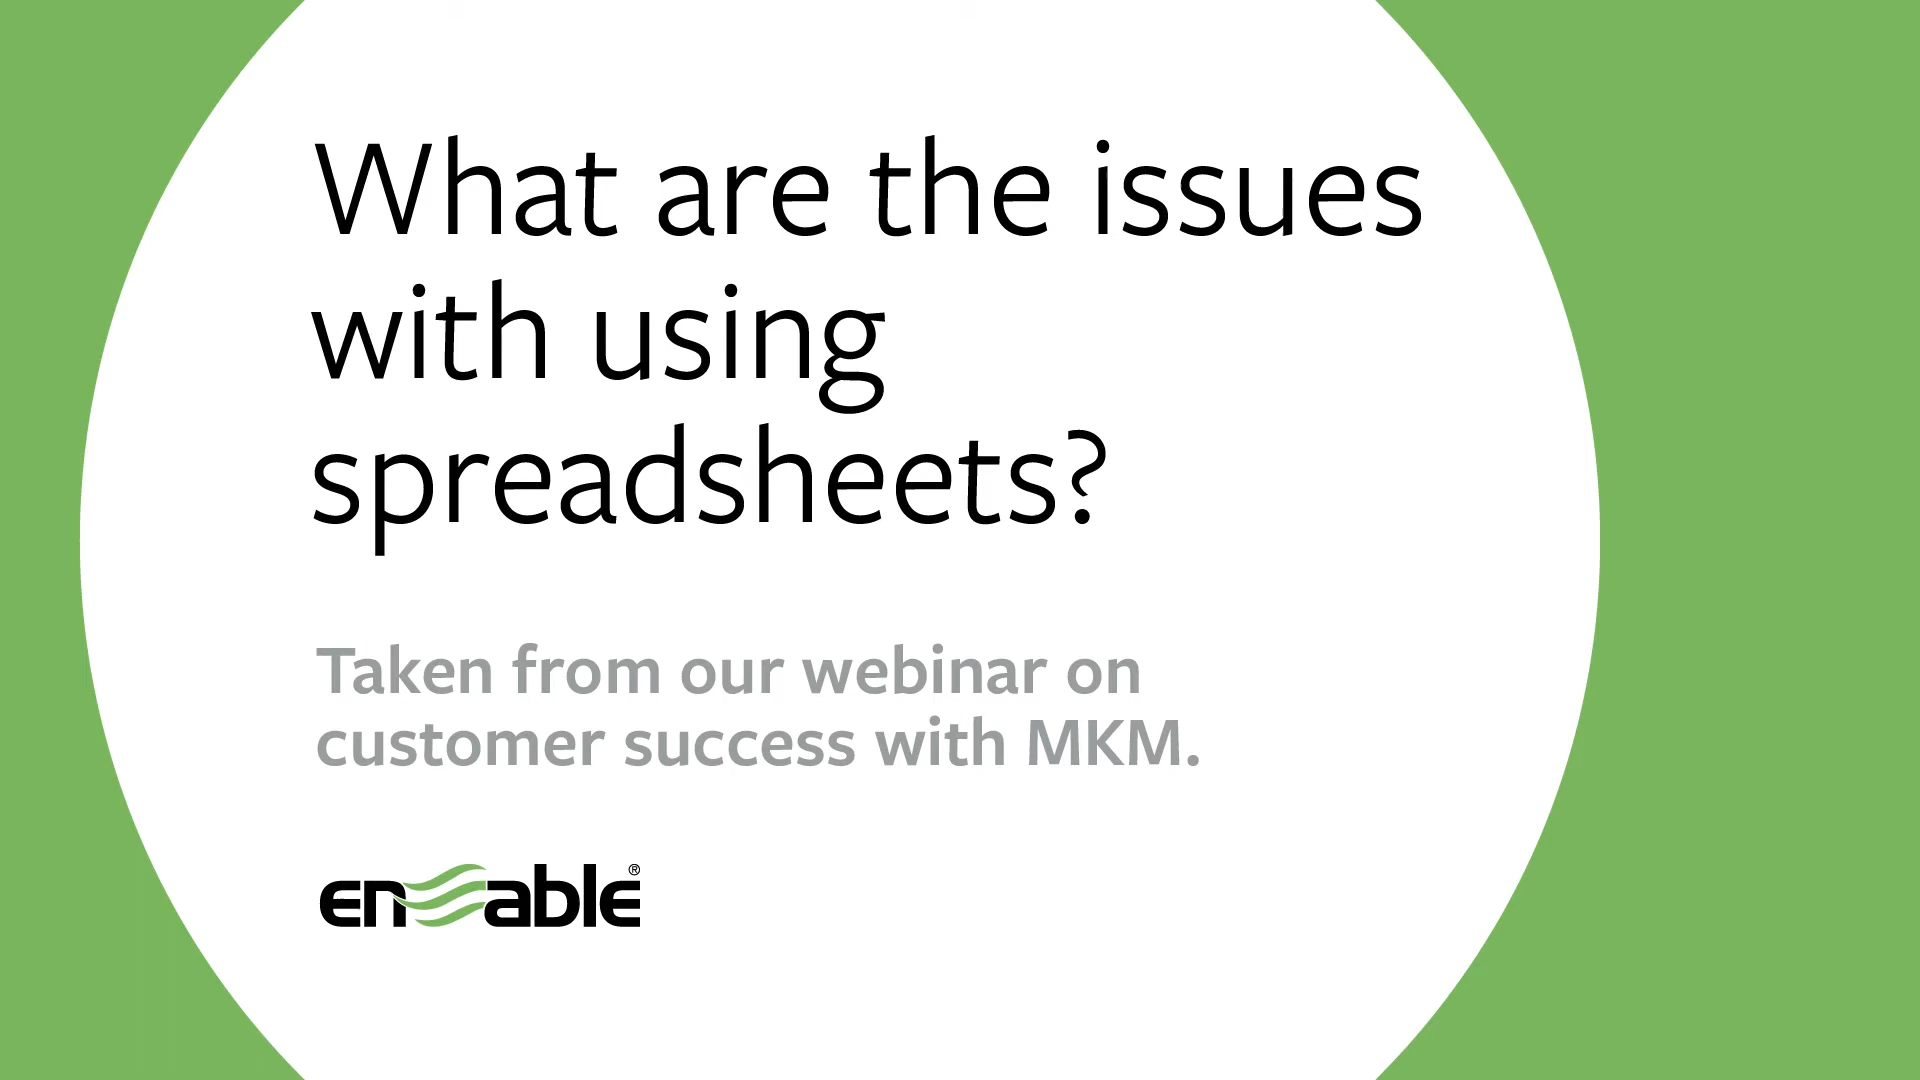 What are the issues
with using
spreadsheets?
Taken from our webinar on
customer success with MKM.
enable®